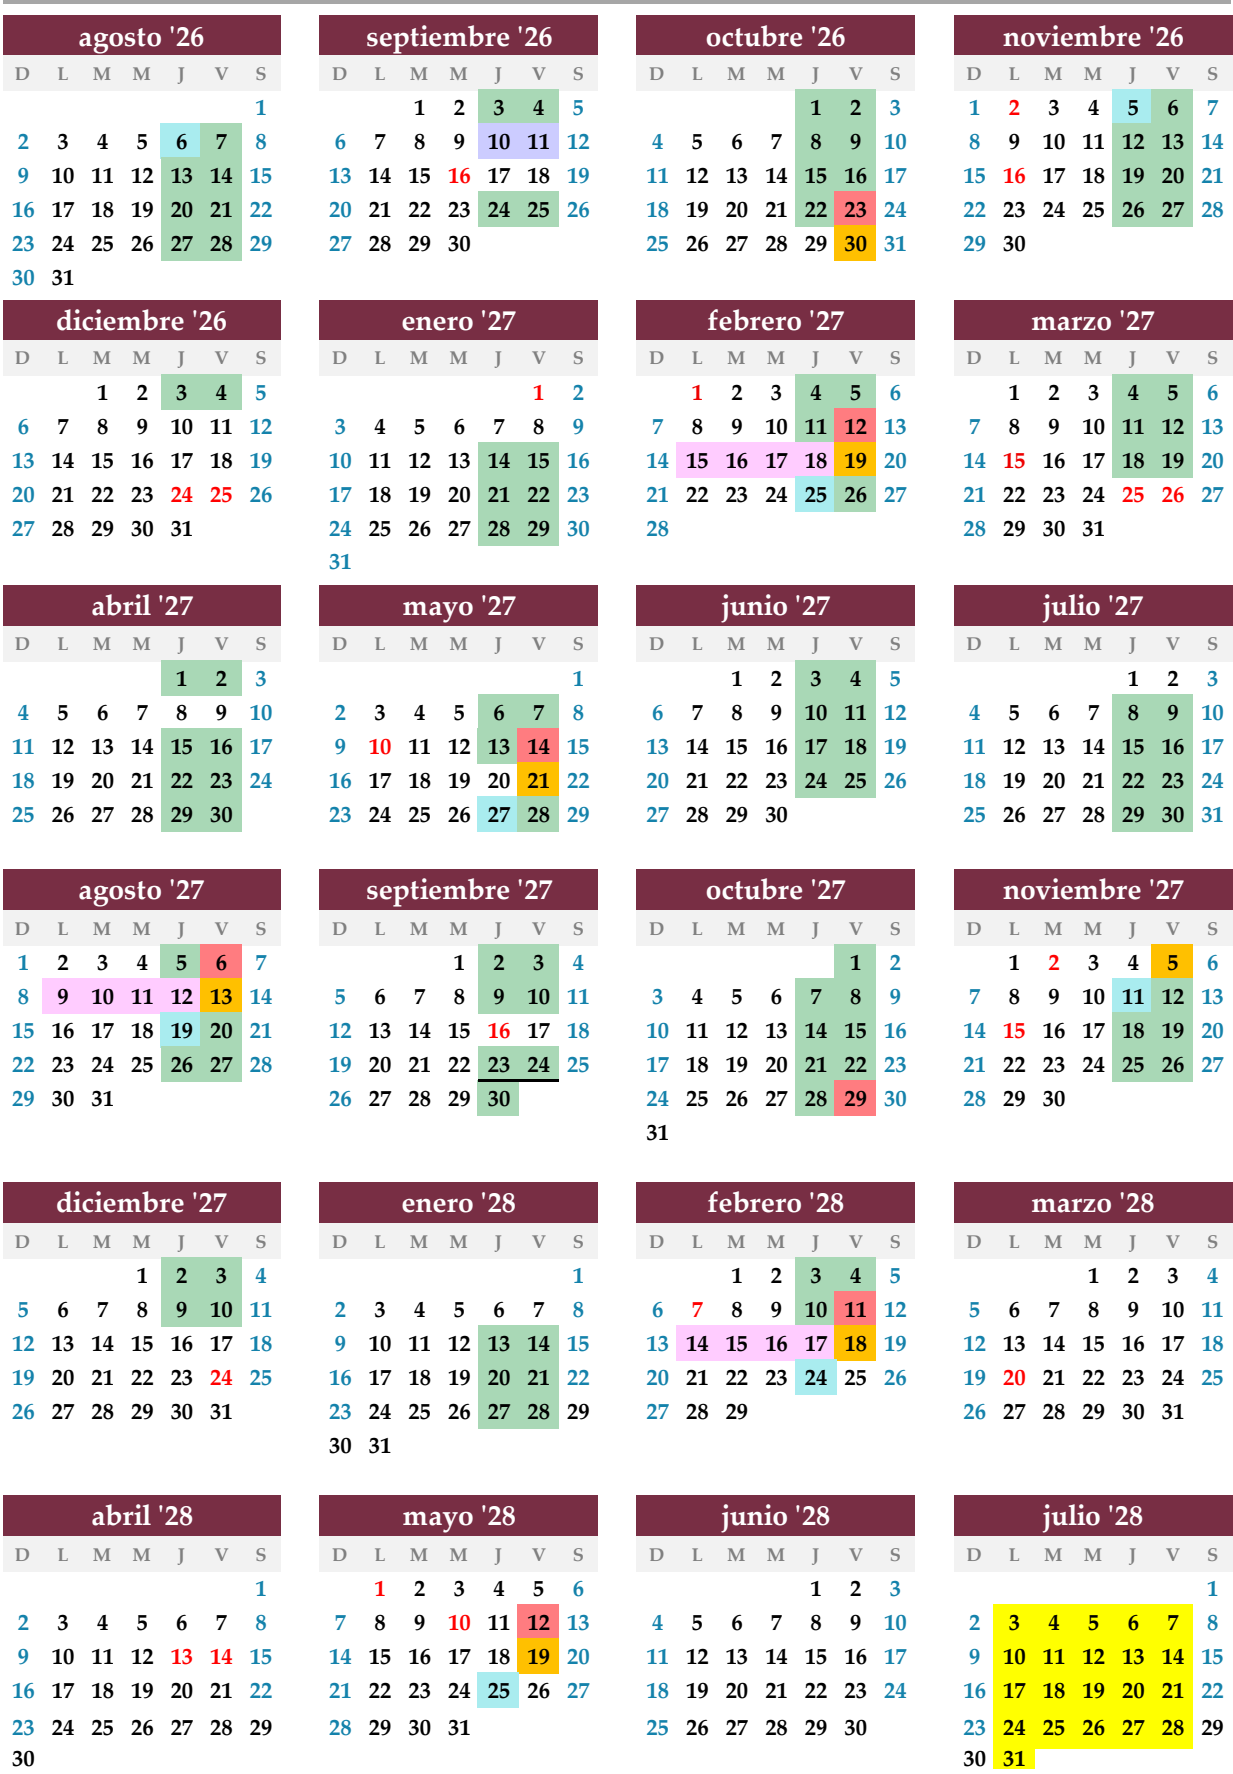 agosto '26 septiembre '26 octubre '26 noviembre '26
D L M M J V S D L M M J V S D L M M J V S D L M M J V S
1 1 2 3 4 5 1 2 3 1 2 3 4 5 6 7
2 3 4 5 6 7 8 6 7 8 9 10 11 12 4 5 6 7 8 9 10 8 9 10 11 12 13 14
9 10 11 12 13 14 15 13 14 15 16 17 18 19 11 12 13 14 15 16 17 15 16 17 18 19 20 21
16 17 18 19 20 21 22 20 21 22 23 24 25 26 18 19 20 21 22 23 24 22 23 24 25 26 27 28
23 24 25 26 27 28 29 27 28 29 30 25 26 27 28 29 30 31 29 30
30 31
diciembre '26 enero '27 febrero '27 marzo '27
D L M M J V S D L M M J V S D L M M J V S D L M M J V S
1 2 3 4 5 1 2 1 2 3 4 5 6 1 2 3 4 5 6
6 7 8 9 10 11 12 3 4 5 6 7 8 9 7 8 9 10 11 12 13 7 8 9 10 11 12 13
13 14 15 16 17 18 19 10 11 12 13 14 15 16 14 15 16 17 18 19 20 14 15 16 17 18 19 20
20 21 22 23 24 25 26 17 18 19 20 21 22 23 21 22 23 24 25 26 27 21 22 23 24 25 26 27
27 28 29 30 31 24 25 26 27 28 29 30 28 28 29 30 31
31
abril '27 mayo '27 junio '27 julio '27
D L M M J V S D L M M J V S D L M M J V S D L M M J V S
1 2 3 1 1 2 3 4 5 1 2 3
4 5 6 7 8 9 10 2 3 4 5 6 7 8 6 7 8 9 10 11 12 4 5 6 7 8 9 10
11 12 13 14 15 16 17 9 10 11 12 13 14 15 13 14 15 16 17 18 19 11 12 13 14 15 16 17
18 19 20 21 22 23 24 16 17 18 19 20 21 22 20 21 22 23 24 25 26 18 19 20 21 22 23 24
25 26 27 28 29 30 23 24 25 26 27 28 29 27 28 29 30 25 26 27 28 29 30 31
agosto '27 septiembre '27 octubre '27 noviembre '27
D L M M J V S D L M M J V S D L M M J V S D L M M J V S
1 2 3 4 5 6 7 1 2 3 4 1 2 1 2 3 4 5 6
8 9 10 11 12 13 14 5 6 7 8 9 10 11 3 4 5 6 7 8 9 7 8 9 10 11 12 13
15 16 17 18 19 20 21 12 13 14 15 16 17 18 10 11 12 13 14 15 16 14 15 16 17 18 19 20
22 23 24 25 26 27 28 19 20 21 22 23 24 25 17 18 19 20 21 22 23 21 22 23 24 25 26 27
29 30 31 26 27 28 29 30 24 25 26 27 28 29 30 28 29 30
31
diciembre '27 enero '28 febrero '28 marzo '28
D L M M J V S D L M M J V S D L M M J V S D L M M J V S
1 2 3 4 1 1 2 3 4 5 1 2 3 4
5 6 7 8 9 10 11 2 3 4 5 6 7 8 6 7 8 9 10 11 12 5 6 7 8 9 10 11
12 13 14 15 16 17 18 9 10 11 12 13 14 15 13 14 15 16 17 18 19 12 13 14 15 16 17 18
19 20 21 22 23 24 25 16 17 18 19 20 21 22 20 21 22 23 24 25 26 19 20 21 22 23 24 25
26 27 28 29 30 31 23 24 25 26 27 28 29 27 28 29 26 27 28 29 30 31
30 31
abril '28 mayo '28 junio '28 julio '28
D L M M J V S D L M M J V S D L M M J V S D L M M J V S
1 1 2 3 4 5 6 1 2 3 1
2 3 4 5 6 7 8 7 8 9 10 11 12 13 4 5 6 7 8 9 10 2 3 4 5 6 7 8
9 10 11 12 13 14 15 14 15 16 17 18 19 20 11 12 13 14 15 16 17 9 10 11 12 13 14 15
16 17 18 19 20 21 22 21 22 23 24 25 26 27 18 19 20 21 22 23 24 16 17 18 19 20 21 22
23 24 25 26 27 28 29 28 29 30 31 25 26 27 28 29 30 23 24 25 26 27 28 29
30 30 31